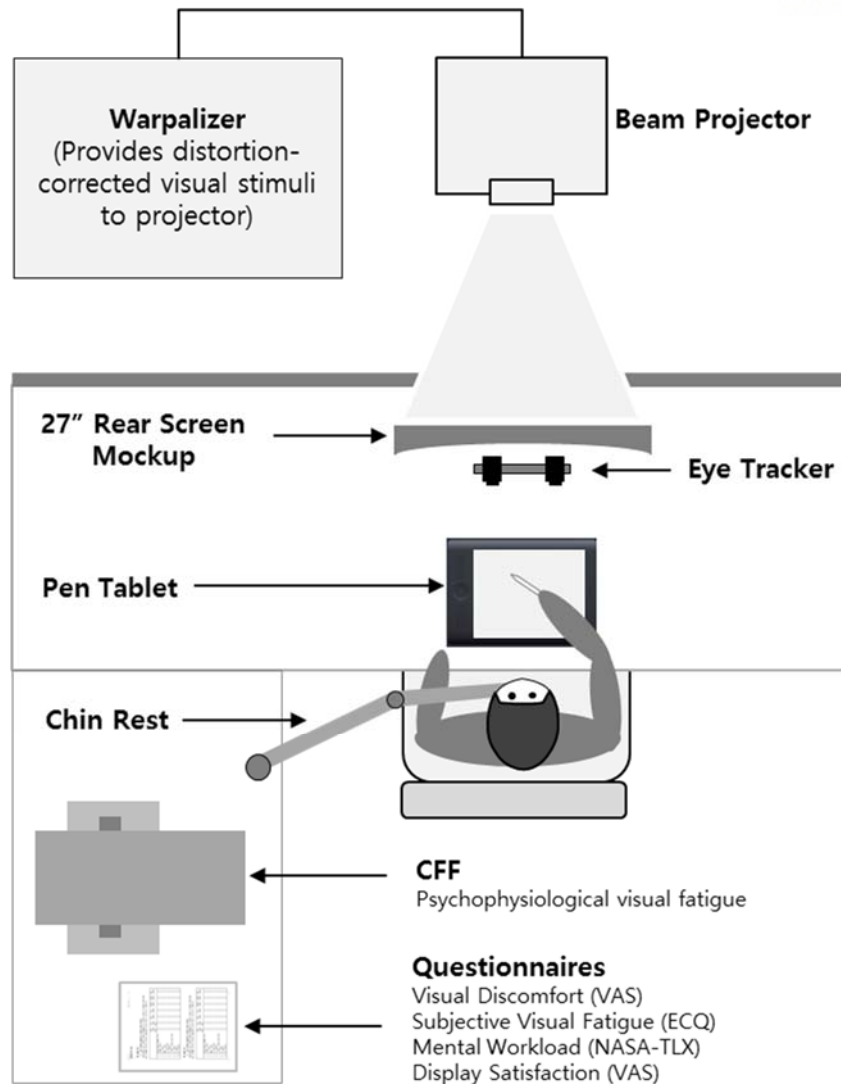 Warpalizer
(Provides distortion-
corrected visual stimuli
to projector)
Beam Projector
27” Rear Screen
Mockup
Eye Tracker
Pen Tablet
Chin Rest
CFF
Psychophysiological visual fatigue
Questionnaires
Visual Discomfort (VAS)
Subjective Visual Fatigue (ECQ)
Mental Workload (NASA-TLX)
Display Satisfaction (VAS)